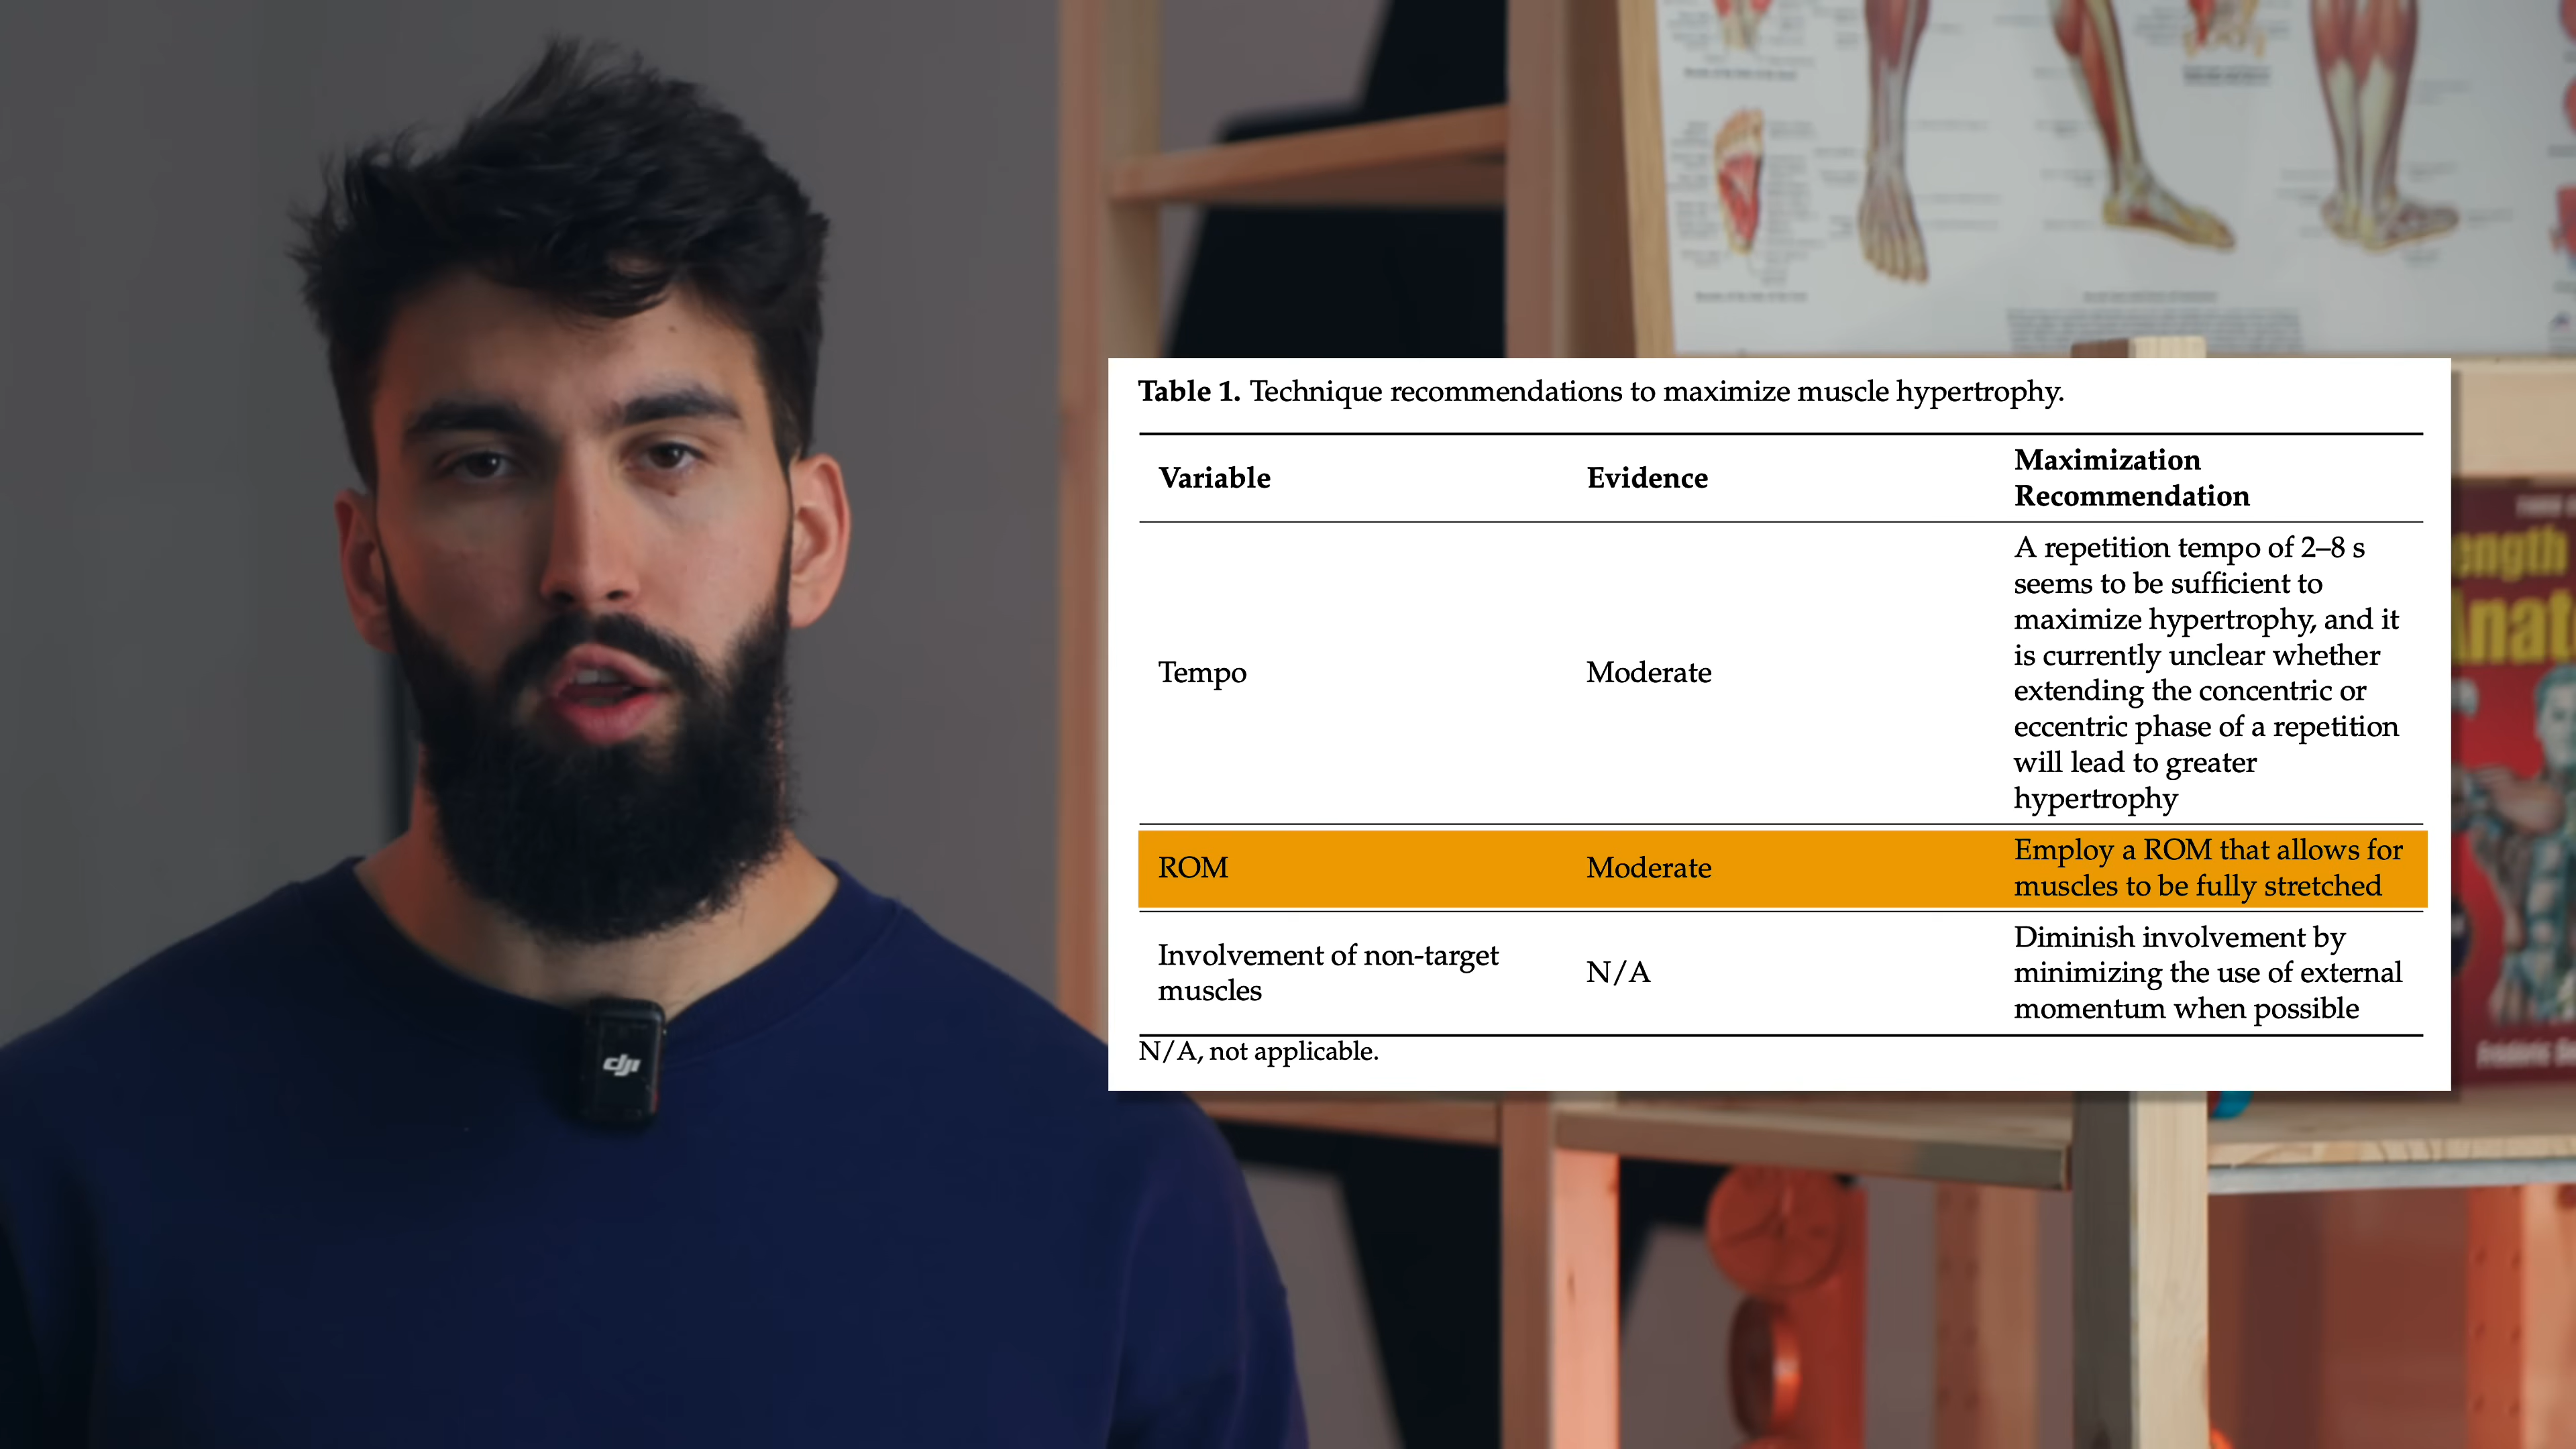 Table 1. Technique recommendations to maximize muscle hypertrophy.
Variable
Evidence
Maximization
Recommendation
Tempo
Moderate
A repetition tempo of 2–8 s
seems to be sufficient to
maximize hypertrophy, and it
is currently unclear whether
extending the concentric or
eccentric phase of a repetition
will lead to greater
hypertrophy
ROM
Moderate
Employ a ROM that allows for
muscles to be fully stretched
Involvement of non-target
muscles
N/A
Diminish involvement by
minimizing the use of external
momentum when possible
N/A, not applicable.
dji
ength
Anat